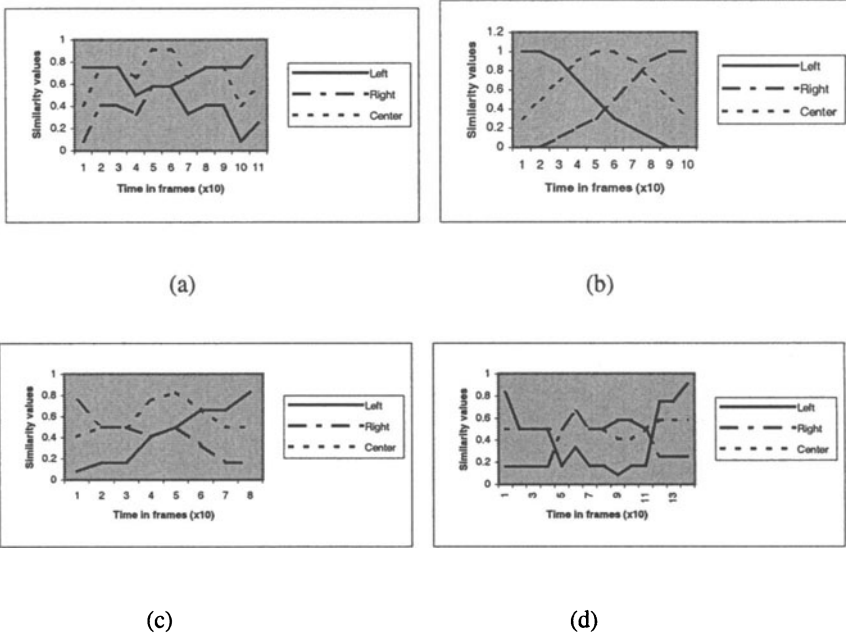 1
0.8
0.6
0.4
0.2
0
Similarity values
1 2 3 4 5 6 7 8 9 10 11
Time in frames (x10)
Left
Right
Center
(a)
1.2
1
0.8
0.6
0.4
0.2
0
Similarity values
1 2 3 4 5 6 7 8 9 10
Time in frames (x10)
Left
Right
Center
(b)
1
0.8
0.6
0.4
0.2
0
Similarity values
1 2 3 4 5 6 7 8
Time in frames (x10)
Left
Right
Center
(c)
1
0.8
0.6
0.4
0.2
0
Similarity values
1 3 5 7 9 11 13
Time in frames (x10)
Left
Right
Center
(d)